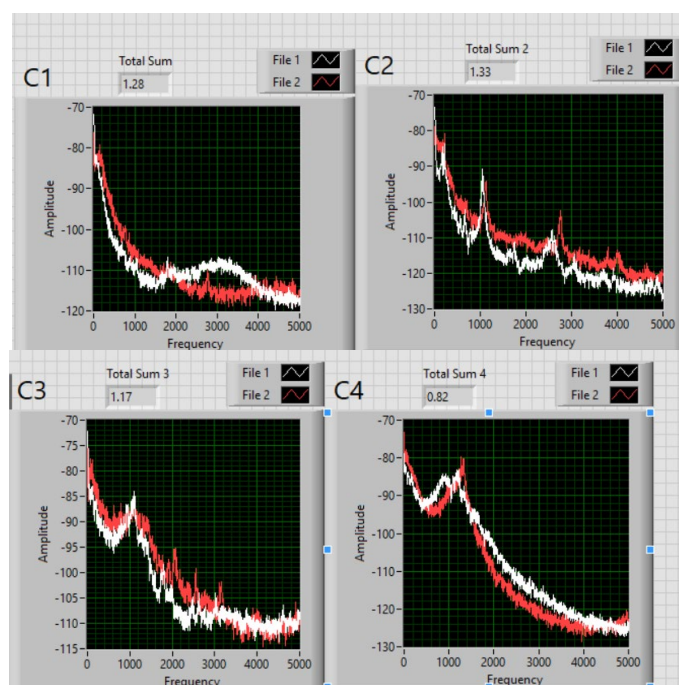 C1
Total Sum
1.28
File 1
File 2
Amplitude
-70
-80
-90
-100
-110
-120
0 1000 2000 3000 4000 5000
Frequency
C2
Total Sum 2
1.33
File 1
File 2
Amplitude
-70
-80
-90
-100
-110
-120
-130
0 1000 2000 3000 4000 5000
Frequency
C3
Total Sum 3
1.17
File 1
File 2
Amplitude
-70
-75
-80
-85
-90
-95
-100
-105
-110
-115
0 1000 2000 3000 4000 5000
Frequency
C4
Total Sum 4
0.82
File 1
File 2
Amplitude
-70
-80
-90
-100
-110
-120
-130
0 1000 2000 3000 4000 5000
Frequency